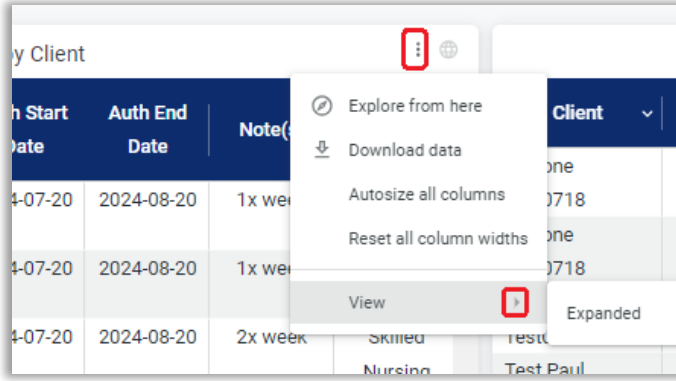 y Client
h Start Date
Auth End Date
Note(
Client
Explore from here
Download data
Autosize all columns
Reset all column widths
View
Expanded
4-07-20 2024-08-20 1x wee
0718
4-07-20 2024-08-20 1x wee
0718
4-07-20 2024-08-20 2x week Skilled
Nursing
Test Paul